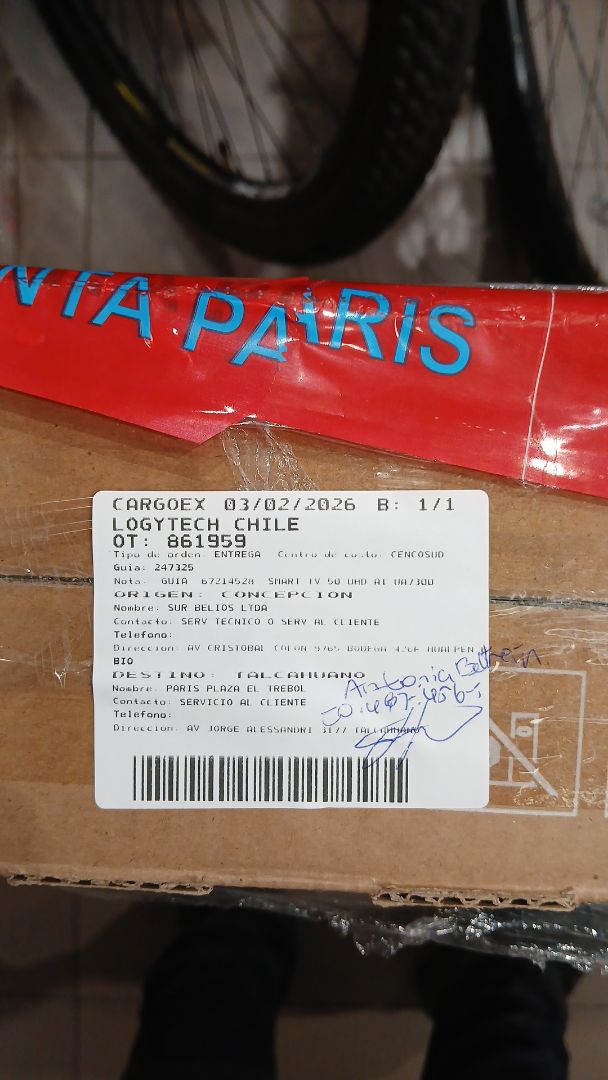 NTA PARIS
CARGOEX 03/02/2026 B: 1/1
LOGYTECH CHILE
OT: 861959
Tipo de orden: ENTREGA Centro de costo: CENCOSUD
Guia: 247325
Nota: GUIA 67214528 SMART TV 50 UHD AI UA7300
ORIGEN: CONCEPCION
Nombre: SUR BELIOS LTDA
Contacto: SERV TECNICO O SERV AL CLIENTE
Telefono:
Direccion: AV CRISTOBAL COLON 9765 BODEGA HUALPEN
BIO
DESTINO: TALCAHUANO
Nombre: PARIS PLAZA EL TREBOL
Contacto: SERVICIO AL CLIENTE
Telefono:
Direccion: AV JORGE ALESSANDRI 3177 TALCAHUANO
Antonia